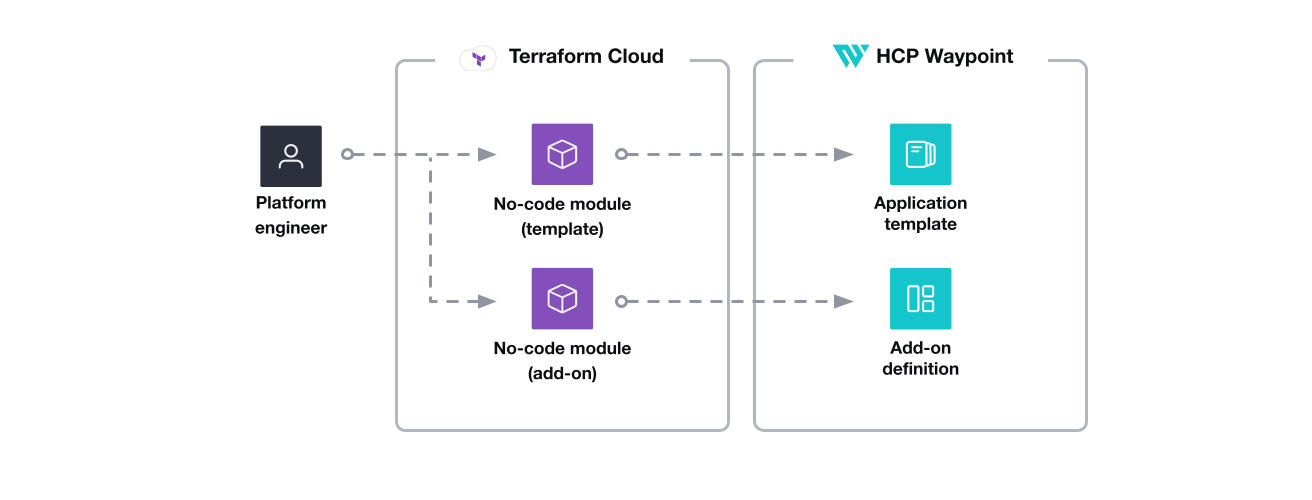 Terraform Cloud
HCP Waypoint
Platform
engineer
No-code module
(template)
Application
template
No-code module
(add-on)
Add-on
definition